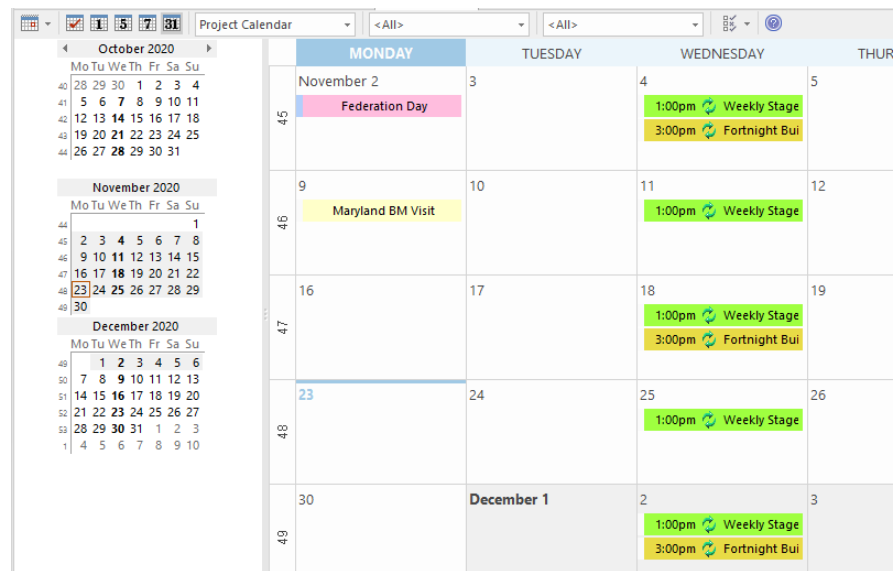 1 5 7 31 Project Calendar <All> <All>
October 2020
Mo Tu We Th Fr Sa Su
40 28 29 30 1 2 3 4
41 5 6 7 8 9 10 11
42 12 13 14 15 16 17 18
43 19 20 21 22 23 24 25
44 26 27 28 29 30 31
November 2020
Mo Tu We Th Fr Sa Su
44 1
45 2 3 4 5 6 7 8
46 9 10 11 12 13 14 15
47 16 17 18 19 20 21 22
48 23 24 25 26 27 28 29
49 30
December 2020
Mo Tu We Th Fr Sa Su
49 1 2 3 4 5 6
50 7 8 9 10 11 12 13
51 14 15 16 17 18 19 20
52 21 22 23 24 25 26 27
53 28 29 30 31 1 2 3
1 4 5 6 7 8 9 10
MONDAY TUESDAY WEDNESDAY THUR
45
November 2 3 4 5
Federation Day 1:00pm Weekly Stage
3:00pm Fortnight Bui
46
9 10 11 12
Maryland BM Visit 1:00pm Weekly Stage
47
16 17 18 19
1:00pm Weekly Stage
3:00pm Fortnight Bui
48
23 24 25 26
1:00pm Weekly Stage
49
30 December 1 2 3
1:00pm Weekly Stage
3:00pm Fortnight Bui